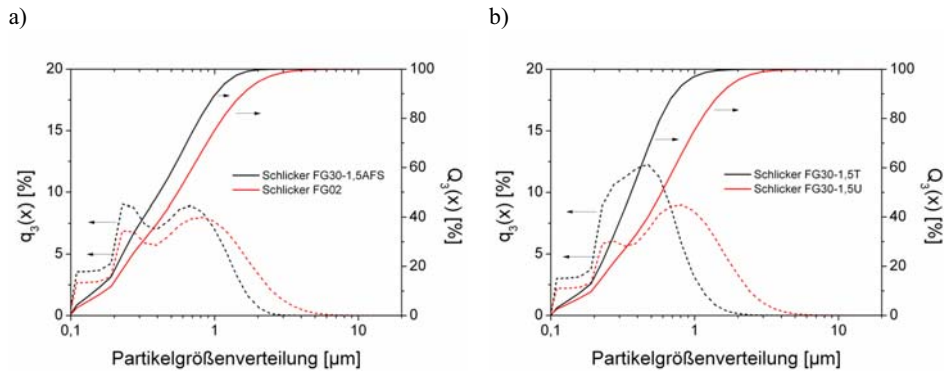 a)
20
15
10
5
0
100
80
60
40
20
0
q3(x) [%]
Q3(x) [%]
Schlicker FG30-1,5AFS
Schlicker FG02
0,1
1
10
Partikelgrößenverteilung [µm]
b)
20
15
10
5
0
100
80
60
40
20
0
q3(x) [%]
Q3(x) [%]
Schlicker FG30-1,5T
Schlicker FG30-1,5U
0,1
1
10
Partikelgrößenverteilung [µm]